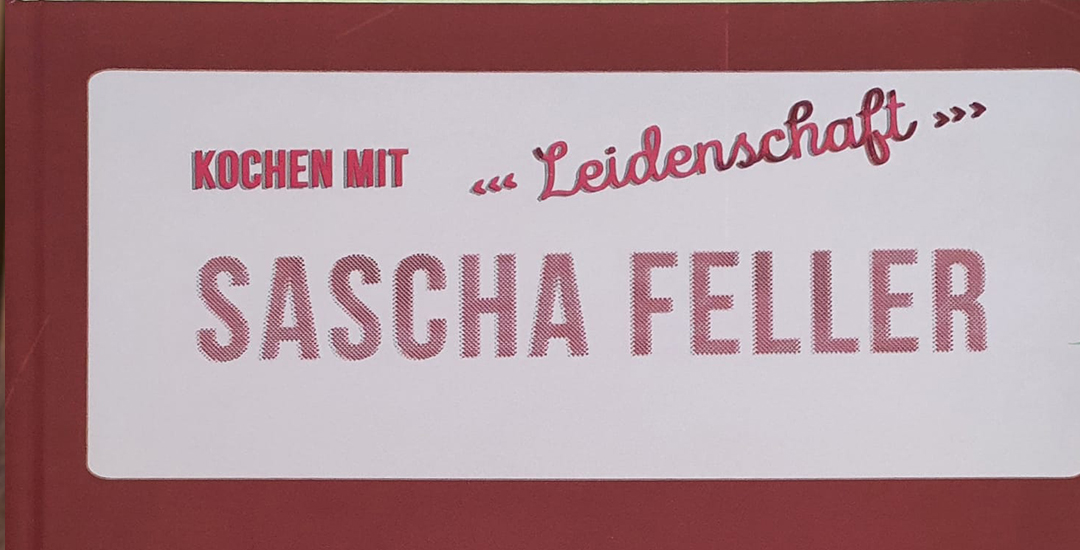 KOCHEN MIT ‹‹‹ Leidenschaft ›››
SASCHA FELLER